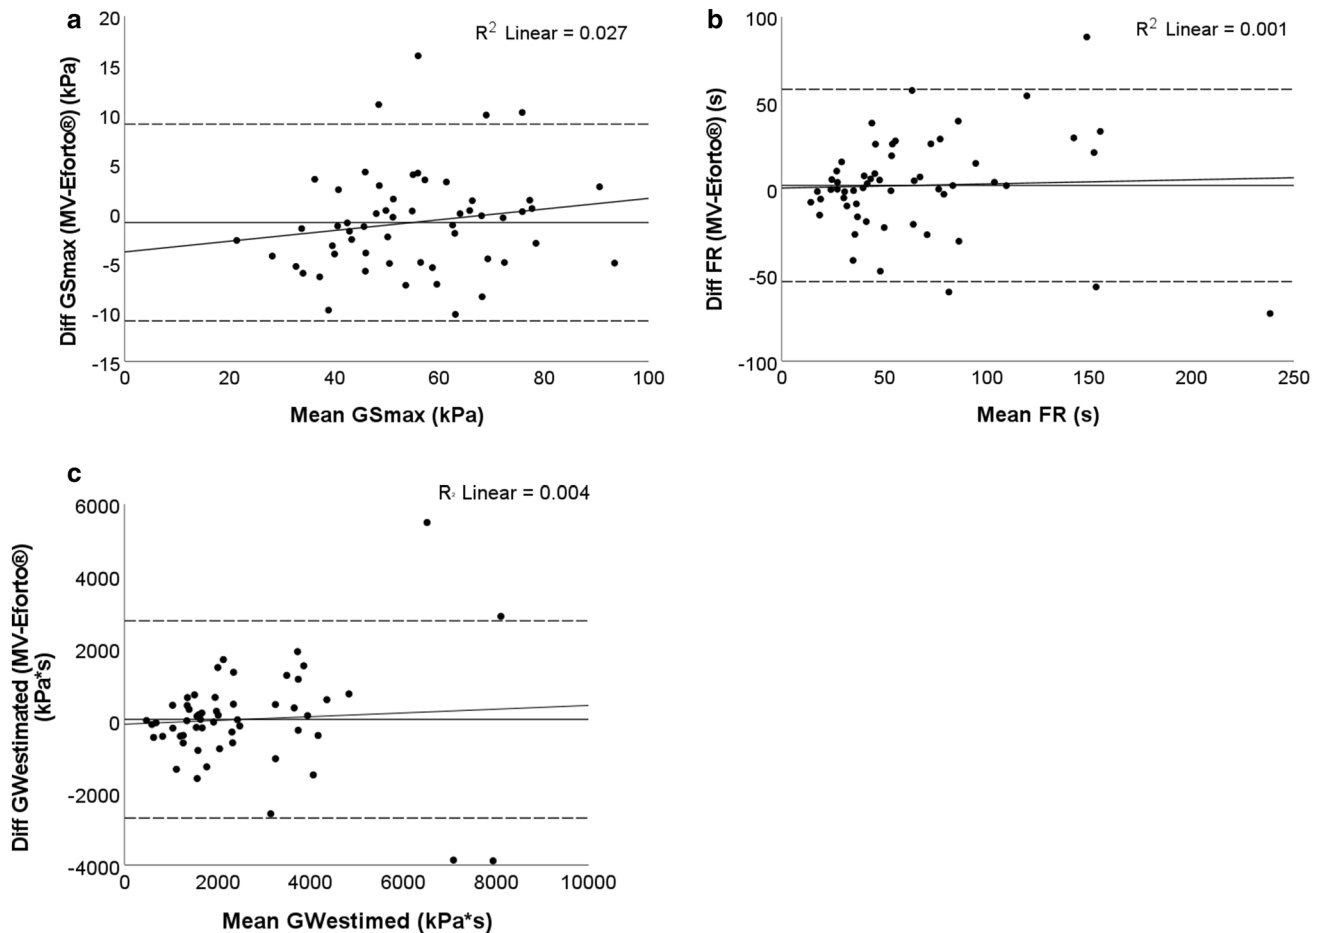 a
R2 Linear = 0.027
Diff GSmax (MV-Eforto®) (kPa)
20
15
10
5
0
-5
-10
-15
0 20 40 60 80 100
Mean GSmax (kPa)
b
R2 Linear = 0.001
Diff FR (MV-Eforto®) (s)
100
50
0
-50
-100
0 50 100 150 200 250
Mean FR (s)
c
R2 Linear = 0.004
Diff GWestimated (MV-Eforto®)
(kPa*s)
6000
4000
2000
0
-2000
-4000
0 2000 4000 6000 8000 10000
Mean GWestimed (kPa*s)